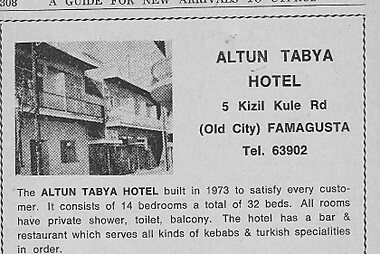 308 A GUIDE FOR NEW ARRIVALS TO CYPRUS
ALTUN TABYA
HOTEL
5 Kizil Kule Rd
(Old City) FAMAGUSTA
Tel. 63902
The ALTUN TABYA HOTEL built in 1973 to satisfy every custo-
mer. It consists of 14 bedrooms a total of 32 beds. All rooms
have private shower, toilet, balcony. The hotel has a bar &
restaurant which serves all kinds of kebabs & turkish specialities
in order.